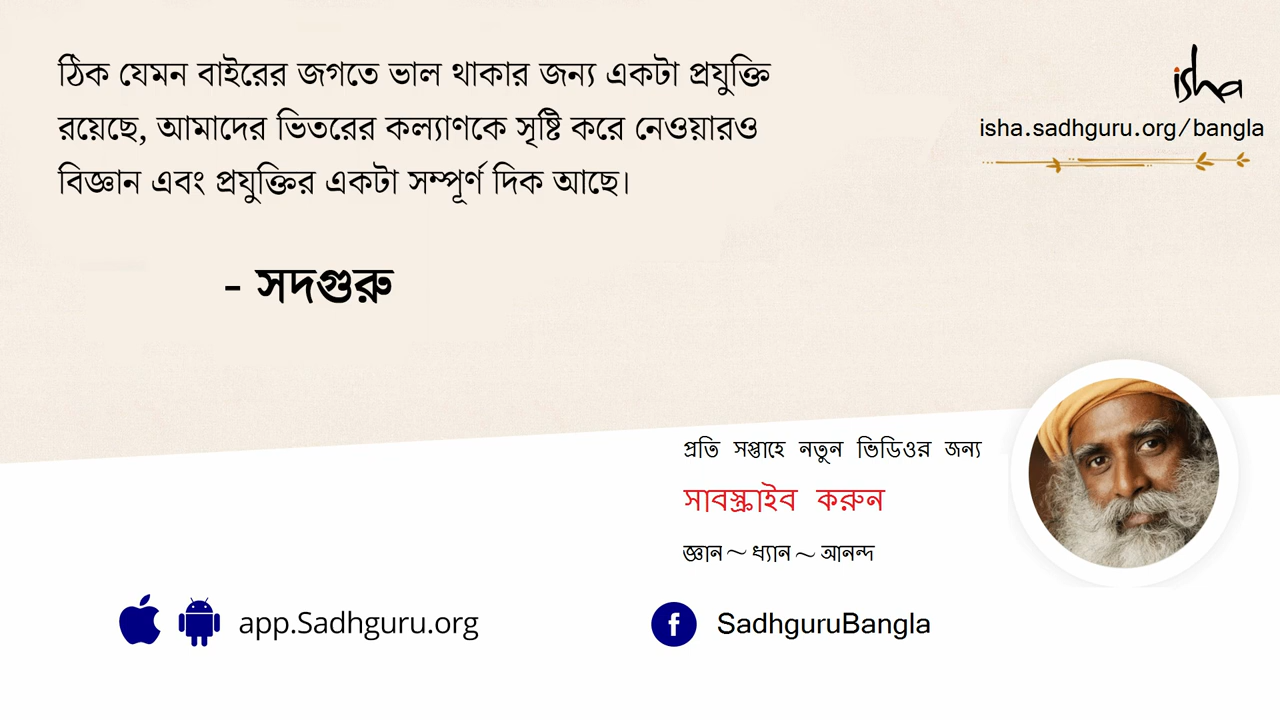 ঠিক যেমন বাইরের জগতে ভাল থাকার জন্য একটা প্রযুক্তি
রয়েছে, আমাদের ভিতরের কল্যাণকে সৃষ্টি করে নেওয়ারও
বিজ্ঞান এবং প্রযুক্তির একটা সম্পূর্ণ দিক আছে।
- সদগুরু
isha
isha.sadhguru.org/bangla
প্রতি সপ্তাহে নতুন ভিডিওর জন্য
সাবস্ক্রাইব করুন
জ্ঞান ~ ধ্যান ~ আনন্দ
app.Sadhguru.org
f SadhguruBangla